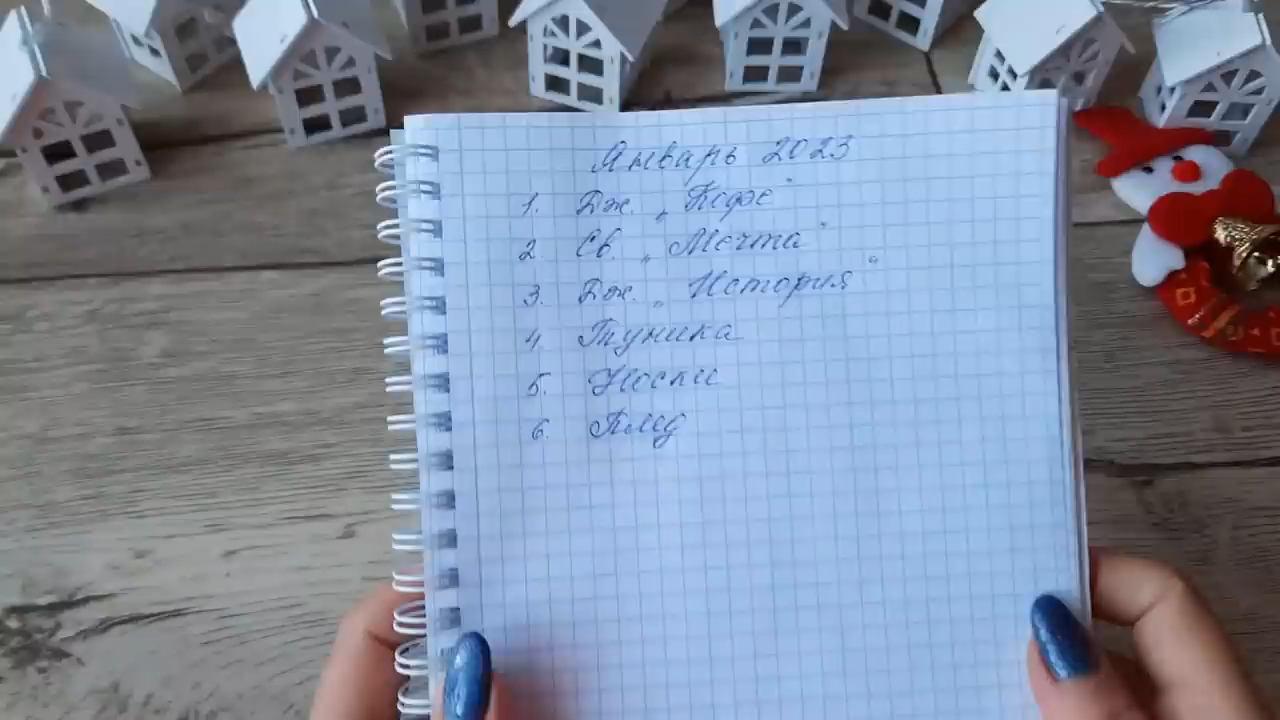 Январь 2023
1. Дж. „Кофе"
2. Св. „Мечта"
3. Дж. „История"
4. Туника
5. Носки
6. Плед